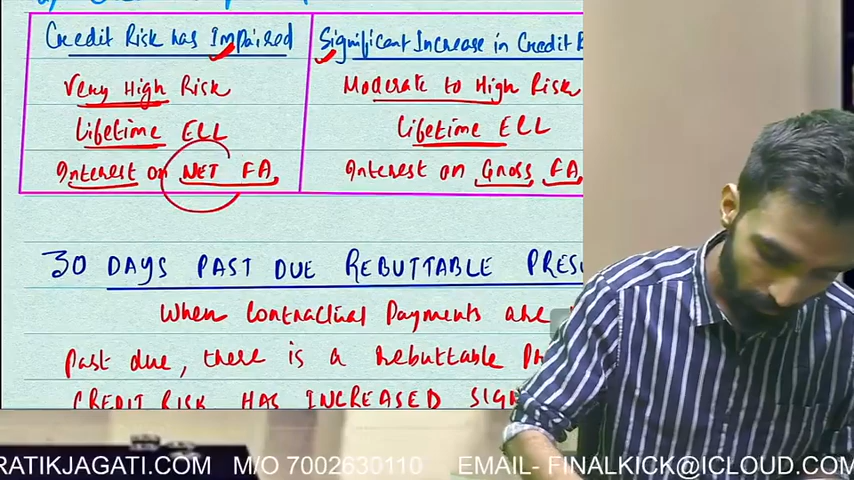 Credit Risk has Impaired
Significant Increase in Credit
Very High Risk
Moderate to High Risk
Lifetime ECL
Lifetime ECL
Interest on NET FA
Interest on Gross FA
30 DAYS PAST DUE REBUTTABLE
When Contractual Payments are
past due, there is a rebuttable
CREDIT RISK HAS INCREASED
RATIKJAGATI.COM M/O 7002630110 EMAIL- FINALKICK@ICLOUD.COM